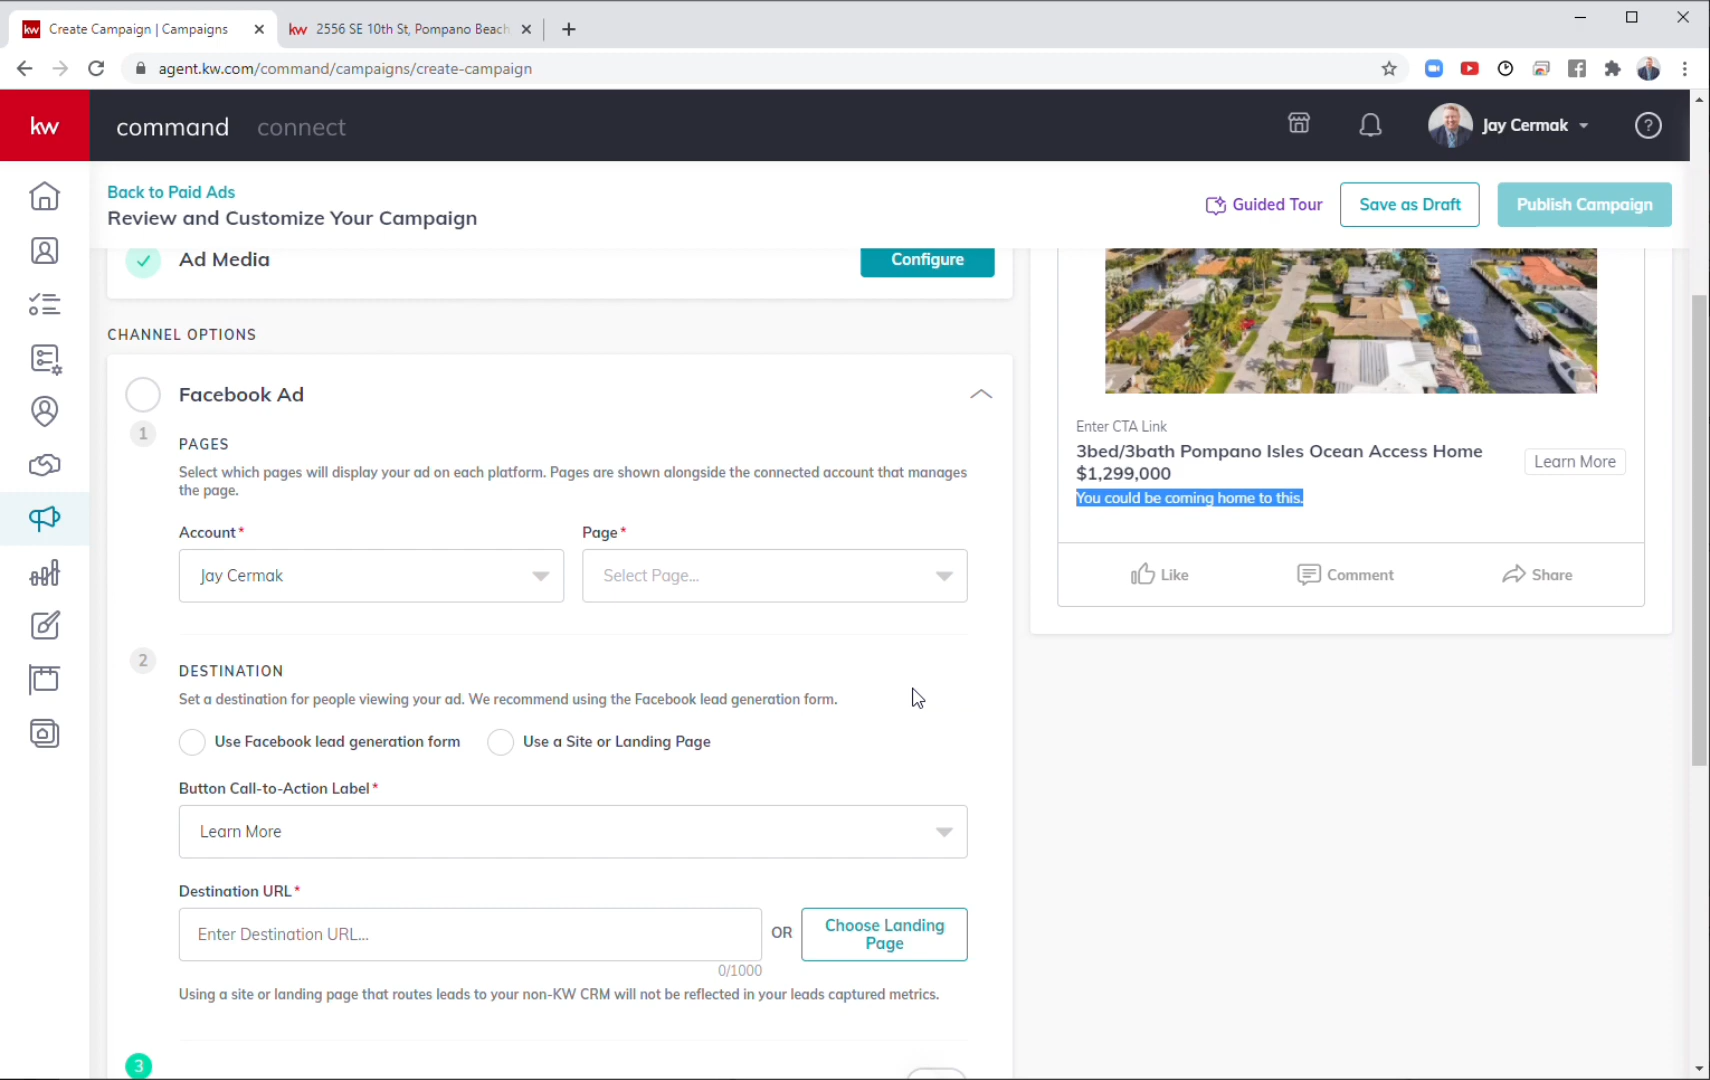 kw Create Campaign | Campaigns
kw 2556 SE 10th St, Pompano Beach
agent.kw.com/command/campaigns/create-campaign
kw command connect
Jay Cermak
?
Back to Paid Ads
Review and Customize Your Campaign
Guided Tour
Save as Draft
Publish Campaign
Ad Media
Configure
CHANNEL OPTIONS
Facebook Ad
1
PAGES
Select which pages will display your ad on each platform. Pages are shown alongside the connected account that manages
the page.
Account*
Page*
Jay Cermak
Select Page...
2
DESTINATION
Set a destination for people viewing your ad. We recommend using the Facebook lead generation form.
Use Facebook lead generation form
Use a Site or Landing Page
Button Call-to-Action Label*
Learn More
Destination URL*
Enter Destination URL...
OR
Choose Landing
Page
0/1000
Using a site or landing page that routes leads to your non-KW CRM will not be reflected in your leads captured metrics.
3
Enter CTA Link
3bed/3bath Pompano Isles Ocean Access Home
$1,299,000
Learn More
You could be coming home to this.
Like
Comment
Share